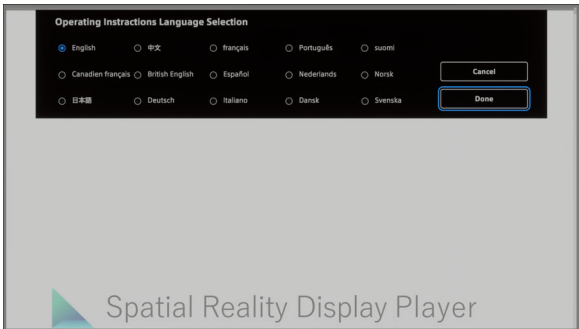 Operating Instractions Language Selection
English 中文 français Português suomi
Canadien français British English Español Nederlands Norsk Cancel
日本語 Deutsch Italiano Dansk Svenska Done
Spatial Reality Display Player